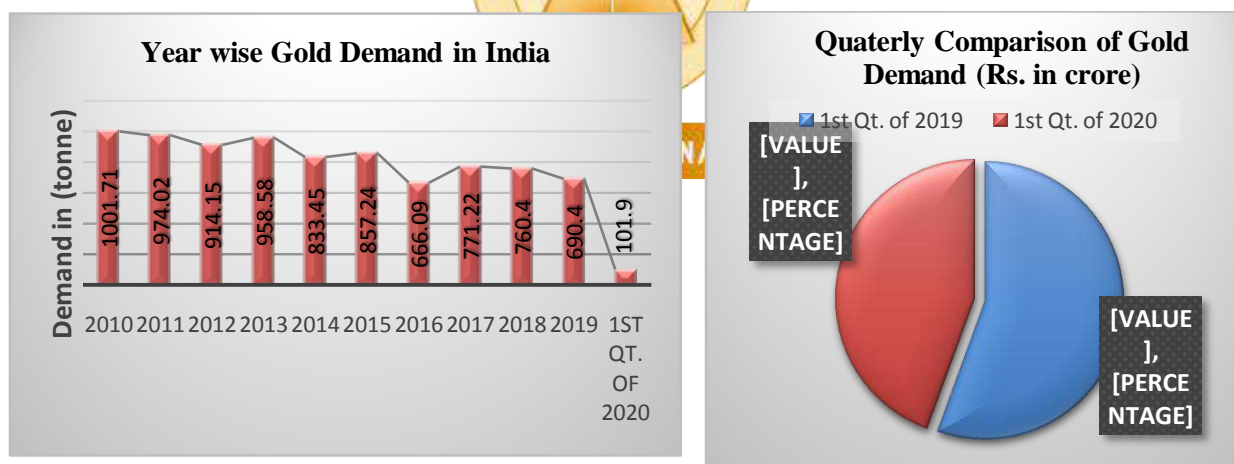 Year wise Gold Demand in India
Demand in (tonne)
1001.71
974.02
914.15
958.58
833.45
857.24
666.09
771.22
760.4
690.4
101.9
2010 2011 2012 2013 2014 2015 2016 2017 2018 2019 1ST
QT.
OF
2020
Quaterly Comparison of Gold
Demand (Rs. in crore)
1st Qt. of 2019 1st Qt. of 2020
[VALUE
],
[PERCE
NTAGE]
[VALUE
],
[PERCE
NTAGE]